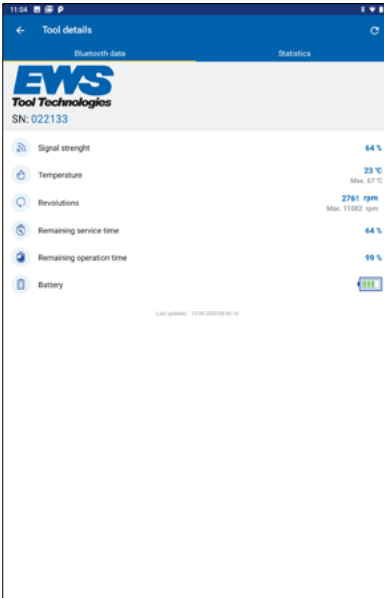 11:04
Tool details
Bluetooth data
Statistics
EWS
Tool Technologies
SN: 022133
Signal strenght 64 %
Temperature 23 °C
Max. 67 °C
Revolutions 2761 rpm
Max. 11082 rpm
Remaining service time 64 %
Remaining operation time 99 %
Battery